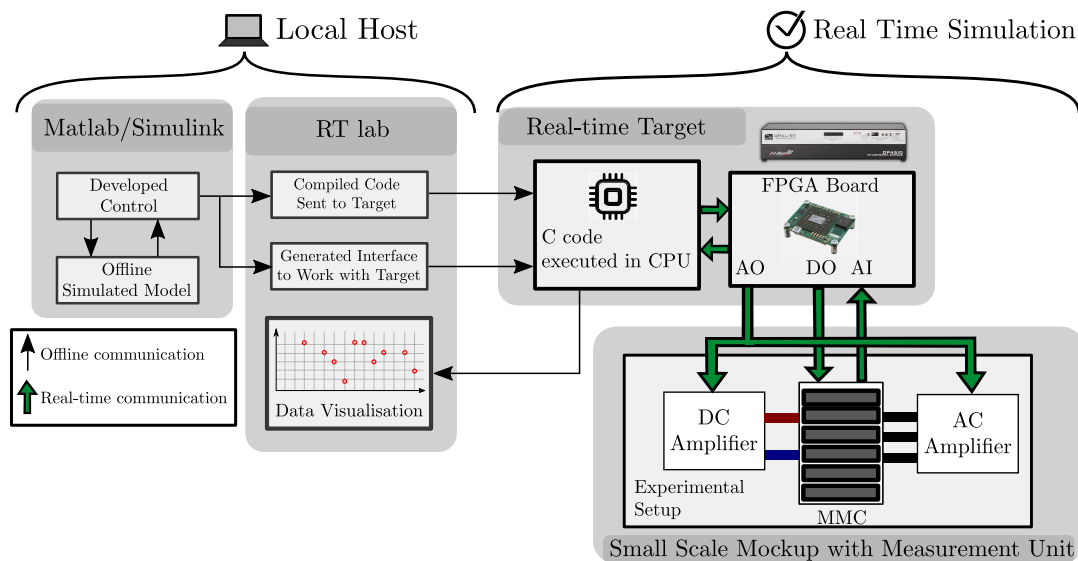 Local Host
Real Time Simulation
Matlab/Simulink
RT lab
Real-time Target
Developed
Control
Offline
Simulated Model
Compiled Code
Sent to Target
Generated Interface
to Work with Target
C code
executed in CPU
FPGA Board
AO DO AI
Offline communication
Real-time communication
Data Visualisation
DC
Amplifier
AC
Amplifier
Experimental
Setup
MMC
Small Scale Mockup with Measurement Unit